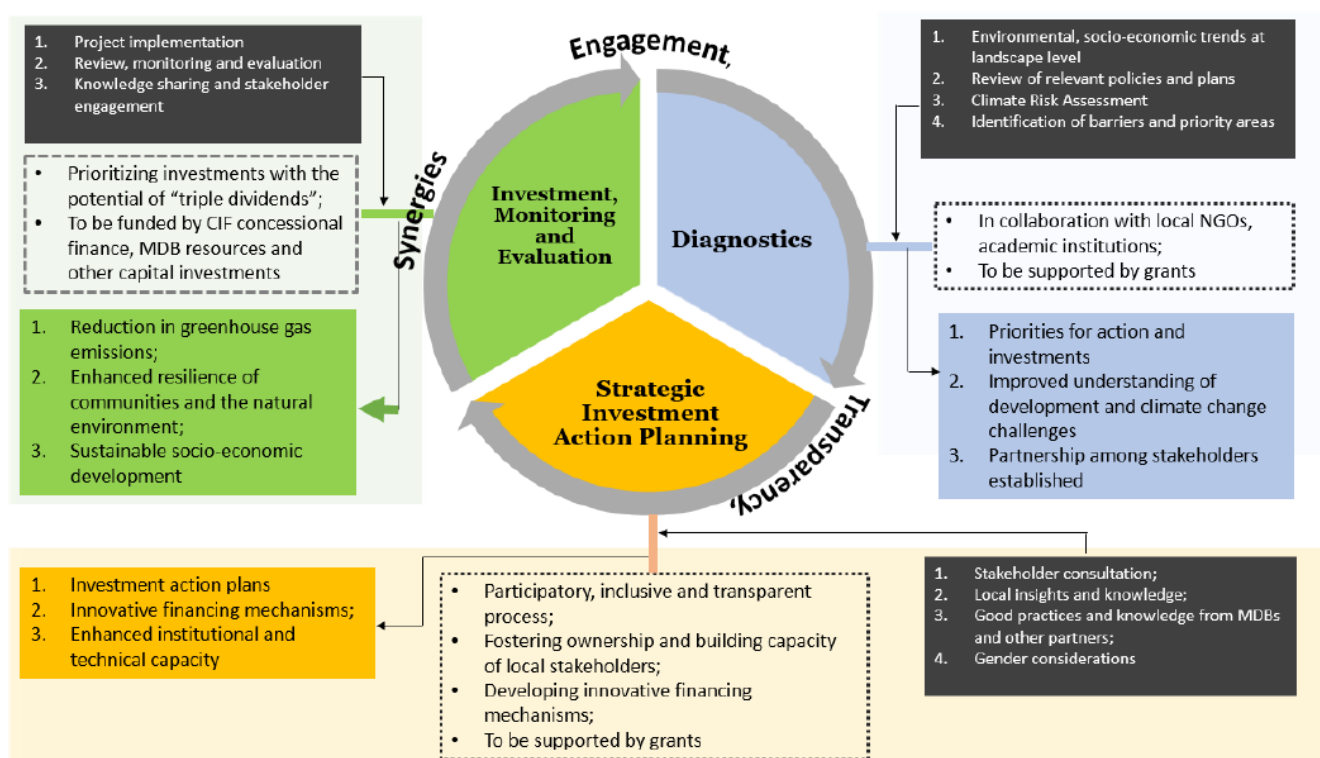 1. Project implementation
2. Review, monitoring and evaluation
3. Knowledge sharing and stakeholder
engagement
• Prioritizing investments with the
potential of “triple dividends”;
• To be funded by CIF concessional
finance, MDB resources and
other capital investments
1. Reduction in greenhouse gas
emissions;
2. Enhanced resilience of
communities and the natural
environment;
3. Sustainable socio-economic
development
Synergies
Engagement,
Transparency,
Investment,
Monitoring
and
Evaluation
Diagnostics
Strategic
Investment
Action Planning
1. Environmental, socio-economic trends at
landscape level
2. Review of relevant policies and plans
3. Climate Risk Assessment
4. Identification of barriers and priority areas
• In collaboration with local NGOs,
academic institutions;
• To be supported by grants
1. Priorities for action and
investments
2. Improved understanding of
development and climate change
challenges
3. Partnership among stakeholders
established
1. Investment action plans
2. Innovative financing mechanisms;
3. Enhanced institutional and
technical capacity
• Participatory, inclusive and transparent
process;
• Fostering ownership and building capacity
of local stakeholders;
• Developing innovative financing
mechanisms;
• To be supported by grants
1. Stakeholder consultation;
2. Local insights and knowledge;
3. Good practices and knowledge from MDBs
and other partners;
4. Gender considerations